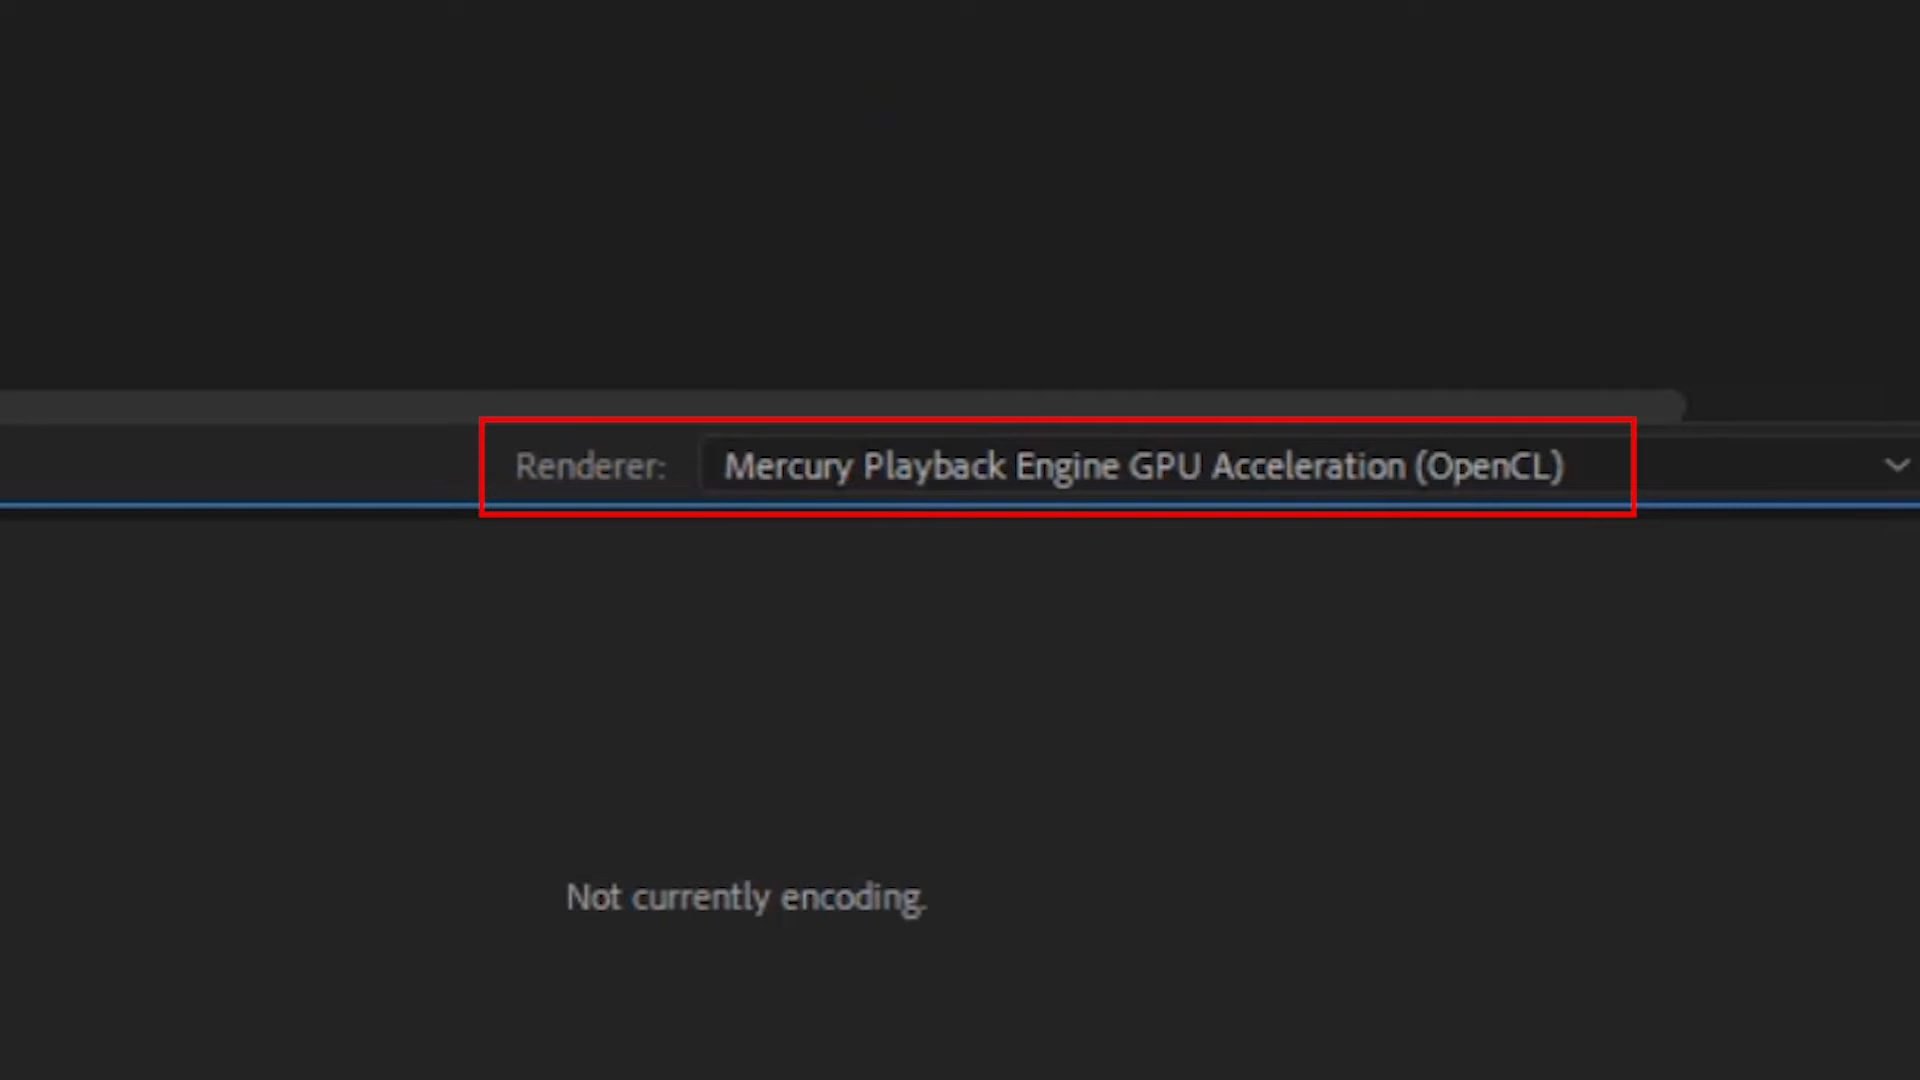 Renderer: Mercury Playback Engine GPU Acceleration (OpenCL)
Not currently encoding.